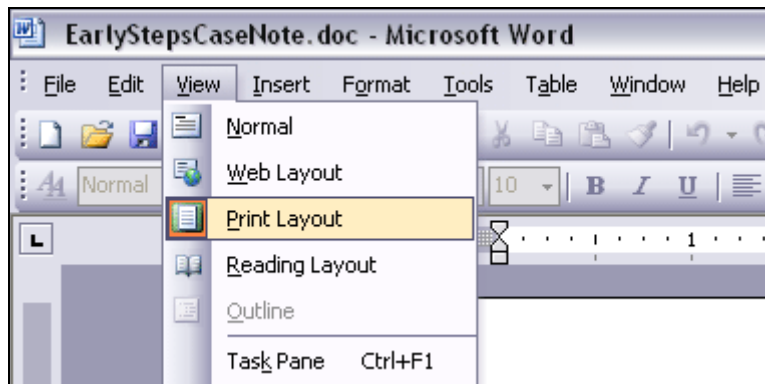 EarlyStepsCaseNote.doc - Microsoft Word
File Edit View Insert Format Tools Table Window Help
Normal
Web Layout
Normal 10 B I U
Print Layout
1
Reading Layout
Outline
Task Pane Ctrl+F1